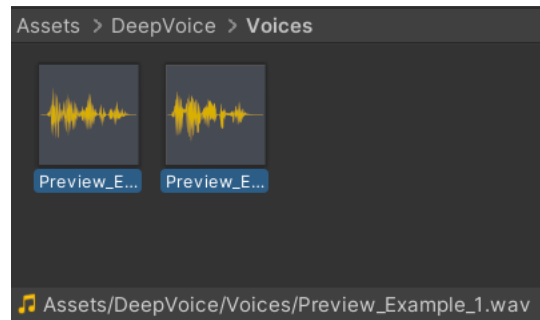 Assets > DeepVoice > Voices
Preview_E... Preview_E...
Assets/DeepVoice/Voices/Preview_Example_1.wav